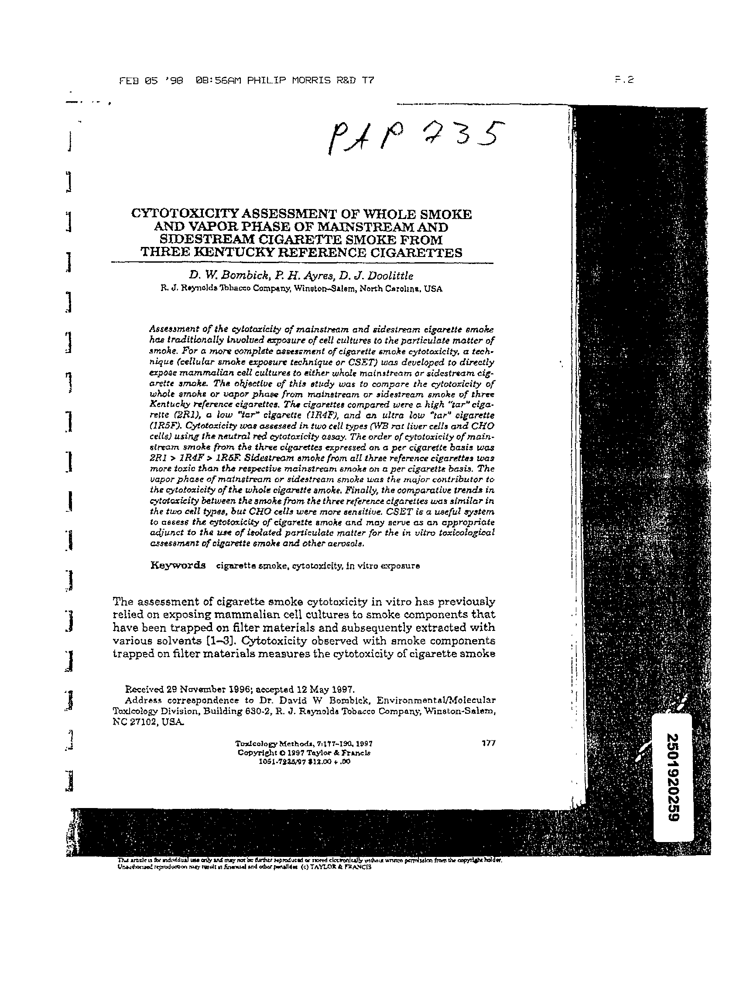 FEB 05 '98 08:56AM PHILIP MORRIS R&D T7 P.2
PAP 235
CYTOTOXICITY ASSESSMENT OF WHOLE SMOKE
AND VAPOR PHASE OF MAINSTREAM AND
SIDESTREAM CIGARETTE SMOKE FROM
THREE KENTUCKY REFERENCE CIGARETTES
D. W. Bombick, P. H. Ayres, D. J. Doolittle
R. J. Reynolds Tobacco Company, Winston–Salem, North Carolina, USA
Assessment of the cytotoxicity of mainstream and sidestream cigarette smoke
has traditionally involved exposure of cell cultures to the particulate matter of
smoke. For a more complete assessment of cigarette smoke cytotoxicity, a tech-
nique (cellular smoke exposure technique or CSET) was developed to directly
expose mammalian cell cultures to either whole mainstream or sidestream cig-
arette smoke. The objective of this study was to compare the cytotoxicity of
whole smoke or vapor phase from mainstream or sidestream smoke of three
Kentucky reference cigarettes. The cigarettes compared were a high "tar" ciga-
rette (2R1), a low "tar" cigarette (1R4F), and an ultra low "tar" cigarette
(1R5F). Cytotoxicity was assessed in two cell types (WB rat liver cells and CHO
cells) using the neutral red cytotoxicity assay. The order of cytotoxicity of main-
stream smoke from the three cigarettes expressed on a per cigarette basis was
2R1 > 1R4F > 1R5F. Sidestream smoke from all three reference cigarettes was
more toxic than the respective mainstream smoke on a per cigarette basis. The
vapor phase of mainstream or sidestream smoke was the major contributor to
the cytotoxicity of the whole cigarette smoke. Finally, the comparative trends in
cytotoxicity between the smoke from the three reference cigarettes was similar in
the two cell types, but CHO cells were more sensitive. CSET is a useful system
to assess the cytotoxicity of cigarette smoke and may serve as an appropriate
adjunct to the use of isolated particulate matter for the in vitro toxicological
assessment of cigarette smoke and other aerosols.
Keywords cigarette smoke, cytotoxicity, in vitro exposure
The assessment of cigarette smoke cytotoxicity in vitro has previously
relied on exposing mammalian cell cultures to smoke components that
have been trapped on filter materials and subsequently extracted with
various solvents [1–3]. Cytotoxicity observed with smoke components
trapped on filter materials measures the cytotoxicity of cigarette smoke
Received 29 November 1996; accepted 12 May 1997.
Address correspondence to Dr. David W Bombick, Environmental/Molecular
Toxicology Division, Building 630-2, R. J. Reynolds Tobacco Company, Winston-Salem,
NC 27102, USA.
Toxicology Methods, 7:177–190, 1997
Copyright © 1997 Taylor & Francis
1051-7235/97 $12.00 + .00
177
2501920259
This article is for individual use only and may not be further reproduced or stored electronically without written permission from the copyright holder.
Unauthorized reproduction may result in financial and other penalties. (c) TAYLOR & FRANCIS